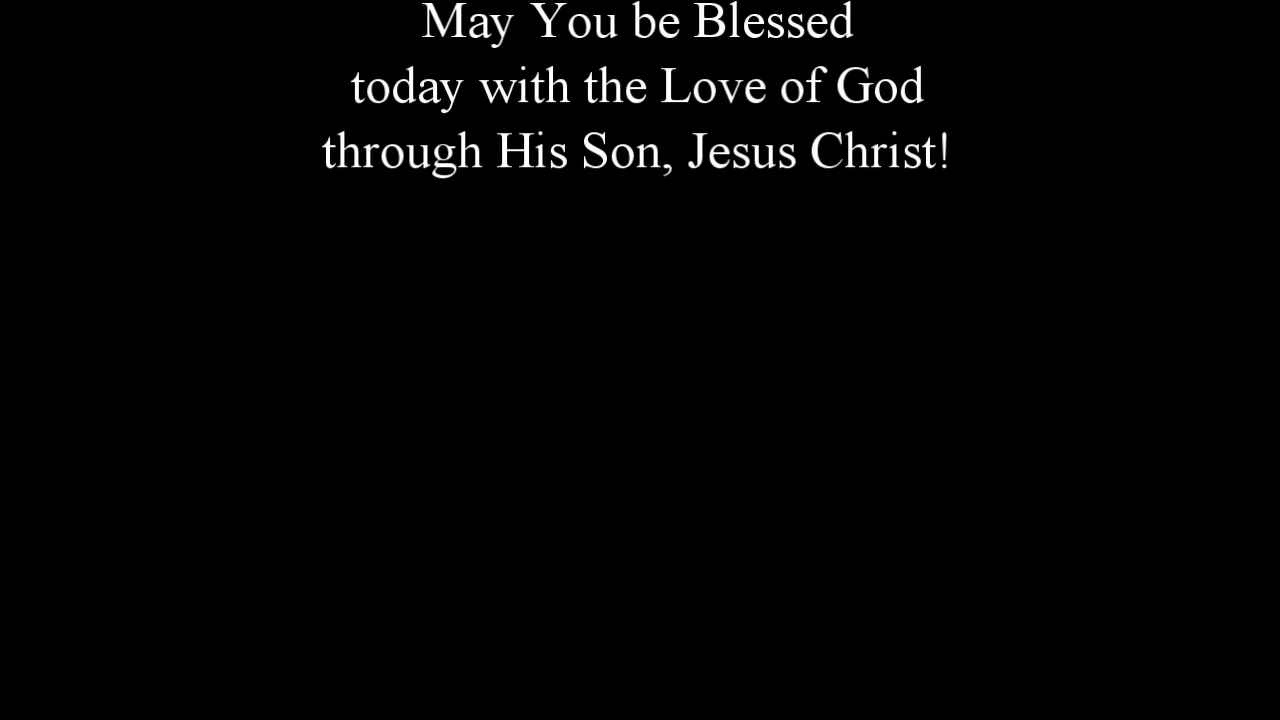 May You be Blessed
today with the Love of God
through His Son, Jesus Christ!